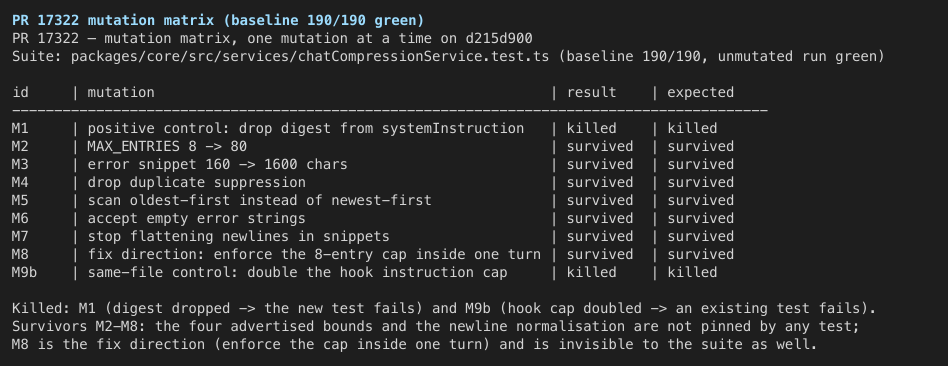 PR 17322 mutation matrix (baseline 190/190 green)
PR 17322 — mutation matrix, one mutation at a time on d215d900
Suite: packages/core/src/services/chatCompressionService.test.ts (baseline 190/190, unmutated run green)
id | mutation | result | expected
M1 | positive control: drop digest from systemInstruction | killed | killed
M2 | MAX_ENTRIES 8 -> 80 | survived | survived
M3 | error snippet 160 -> 1600 chars | survived | survived
M4 | drop duplicate suppression | survived | survived
M5 | scan oldest-first instead of newest-first | survived | survived
M6 | accept empty error strings | survived | survived
M7 | stop flattening newlines in snippets | survived | survived
M8 | fix direction: enforce the 8-entry cap inside one turn | survived | survived
M9b | same-file control: double the hook instruction cap | killed | killed
Killed: M1 (digest dropped -> the new test fails) and M9b (hook cap doubled -> an existing test fails).
Survivors M2-M8: the four advertised bounds and the newline normalisation are not pinned by any test;
M8 is the fix direction (enforce the cap inside one turn) and is invisible to the suite as well.